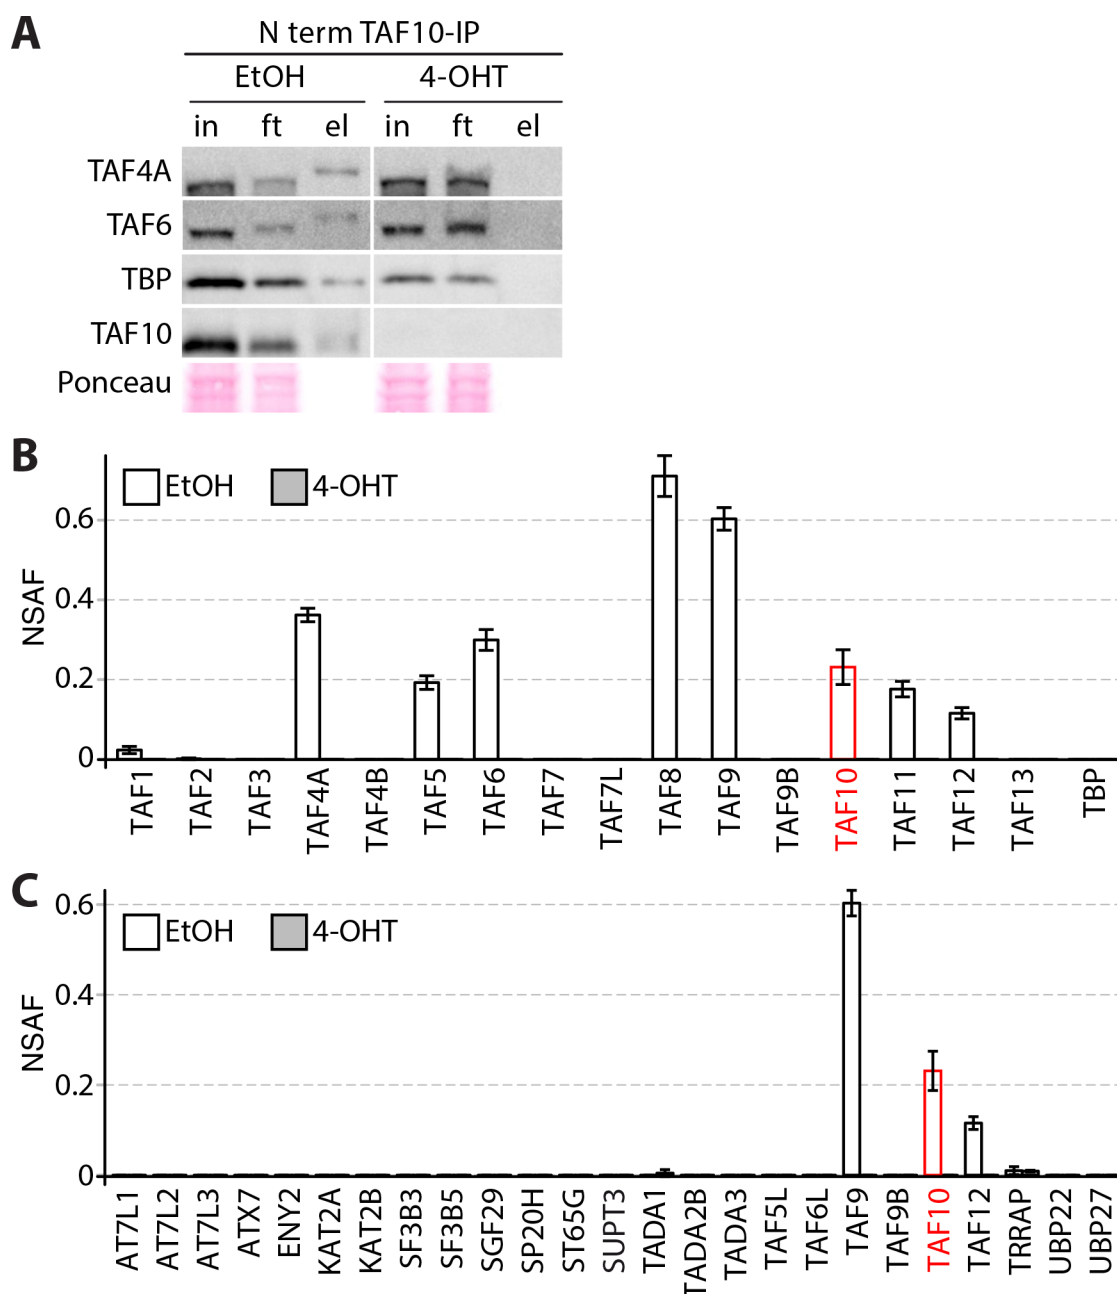 A
N term TAF10-IP
EtOH 4-OHT
in ft el in ft el
TAF4A
TAF6
TBP
TAF10
Ponceau
B
EtOH 4-OHT
NSAF
0.6
0.4
0.2
0
TAF1 TAF2 TAF3 TAF4A TAF4B TAF5 TAF6 TAF7 TAF7L TAF8 TAF9 TAF9B TAF10 TAF11 TAF12 TAF13 TBP
C
EtOH 4-OHT
NSAF
0.6
0.4
0.2
0
AT7L1 AT7L2 AT7L3 ATX7 ENY2 KAT2A KAT2B SF3B3 SF3B5 SGF29 SP20H ST65G SUPT3 TADA1 TADA2B TADA3 TAF5L TAF6L TAF9 TAF9B TAF10 TAF12 TRRAP UBP22 UBP27